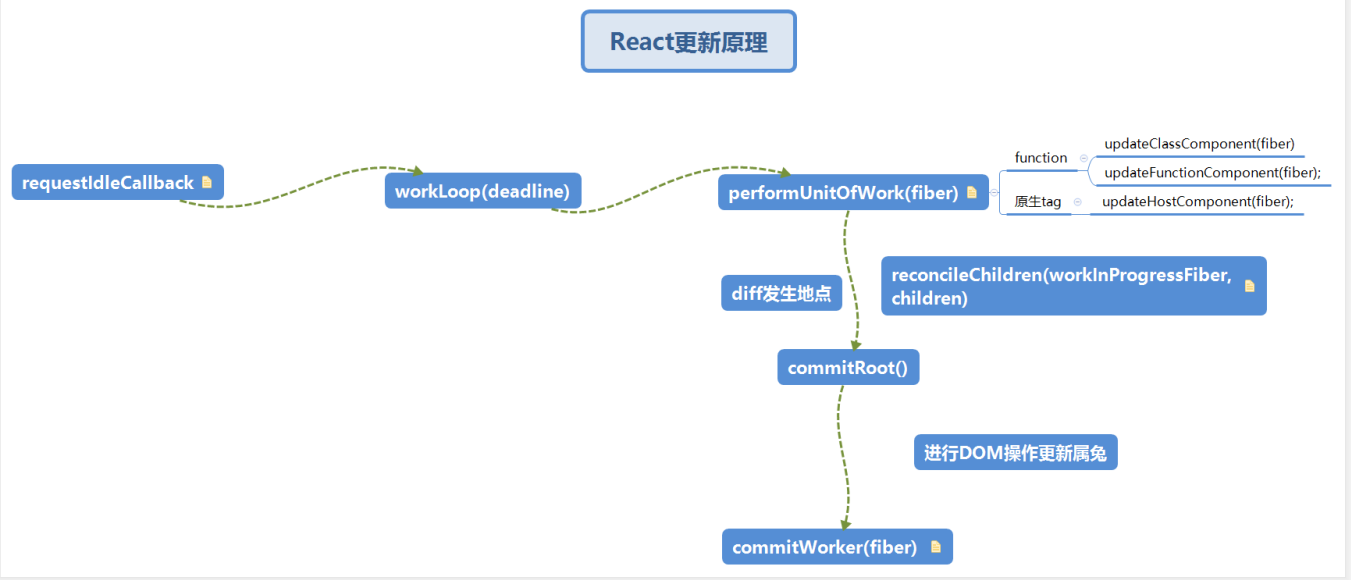 React更新原理
requestIdleCallback
workLoop(deadline)
performUnitOfWork(fiber)
function
updateClassComponent(fiber)
updateFunctionComponent(fiber);
原生tag
updateHostComponent(fiber);
diff发生地点
reconcileChildren(workInProgressFiber,
children)
commitRoot()
进行DOM操作更新属兔
commitWorker(fiber)